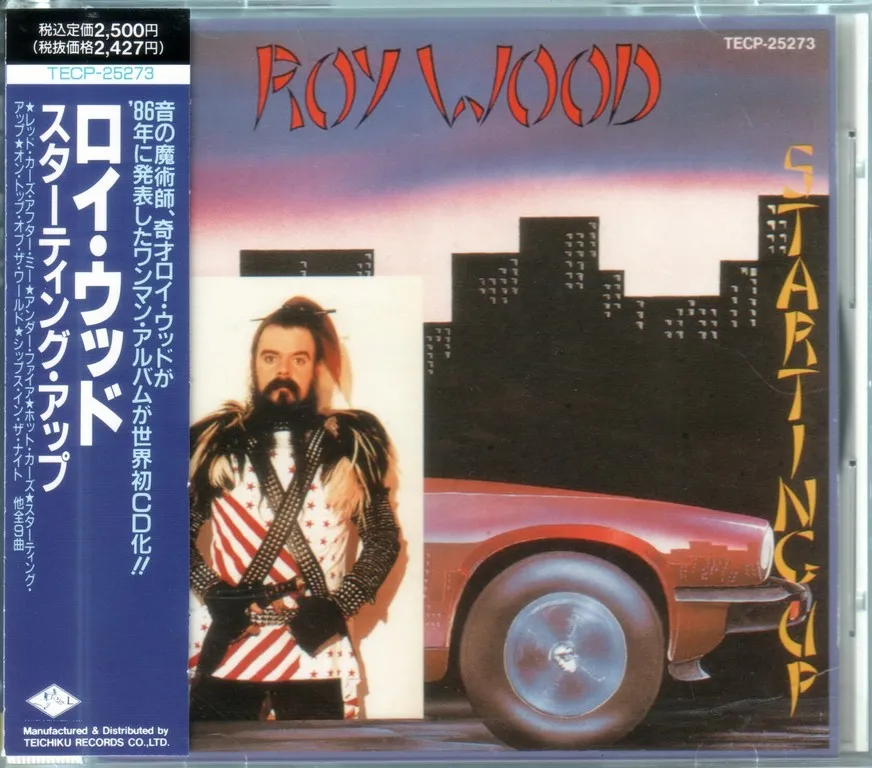 税込定価2,500円
(税抜価格2,427円)
TECP-25273
音の魔術師、奇才ロイ・ウッドが
'86年に発表したワンマン・アルバムが世界初CD化!!
ロイ・ウッド
スターティング・アップ
★レッド・カーズ・アフター・ミー★アンダー・ファイア★ホット・カーズ★スターティング・
アップ★オン・トップ・オブ・ザ・ワールド★シップス・イン・ザ・ナイト 他全9曲
Manufactured & Distributed by
TEICHIKU RECORDS CO.,LTD.
ROY WOOD
TECP-25273
STARTING UP